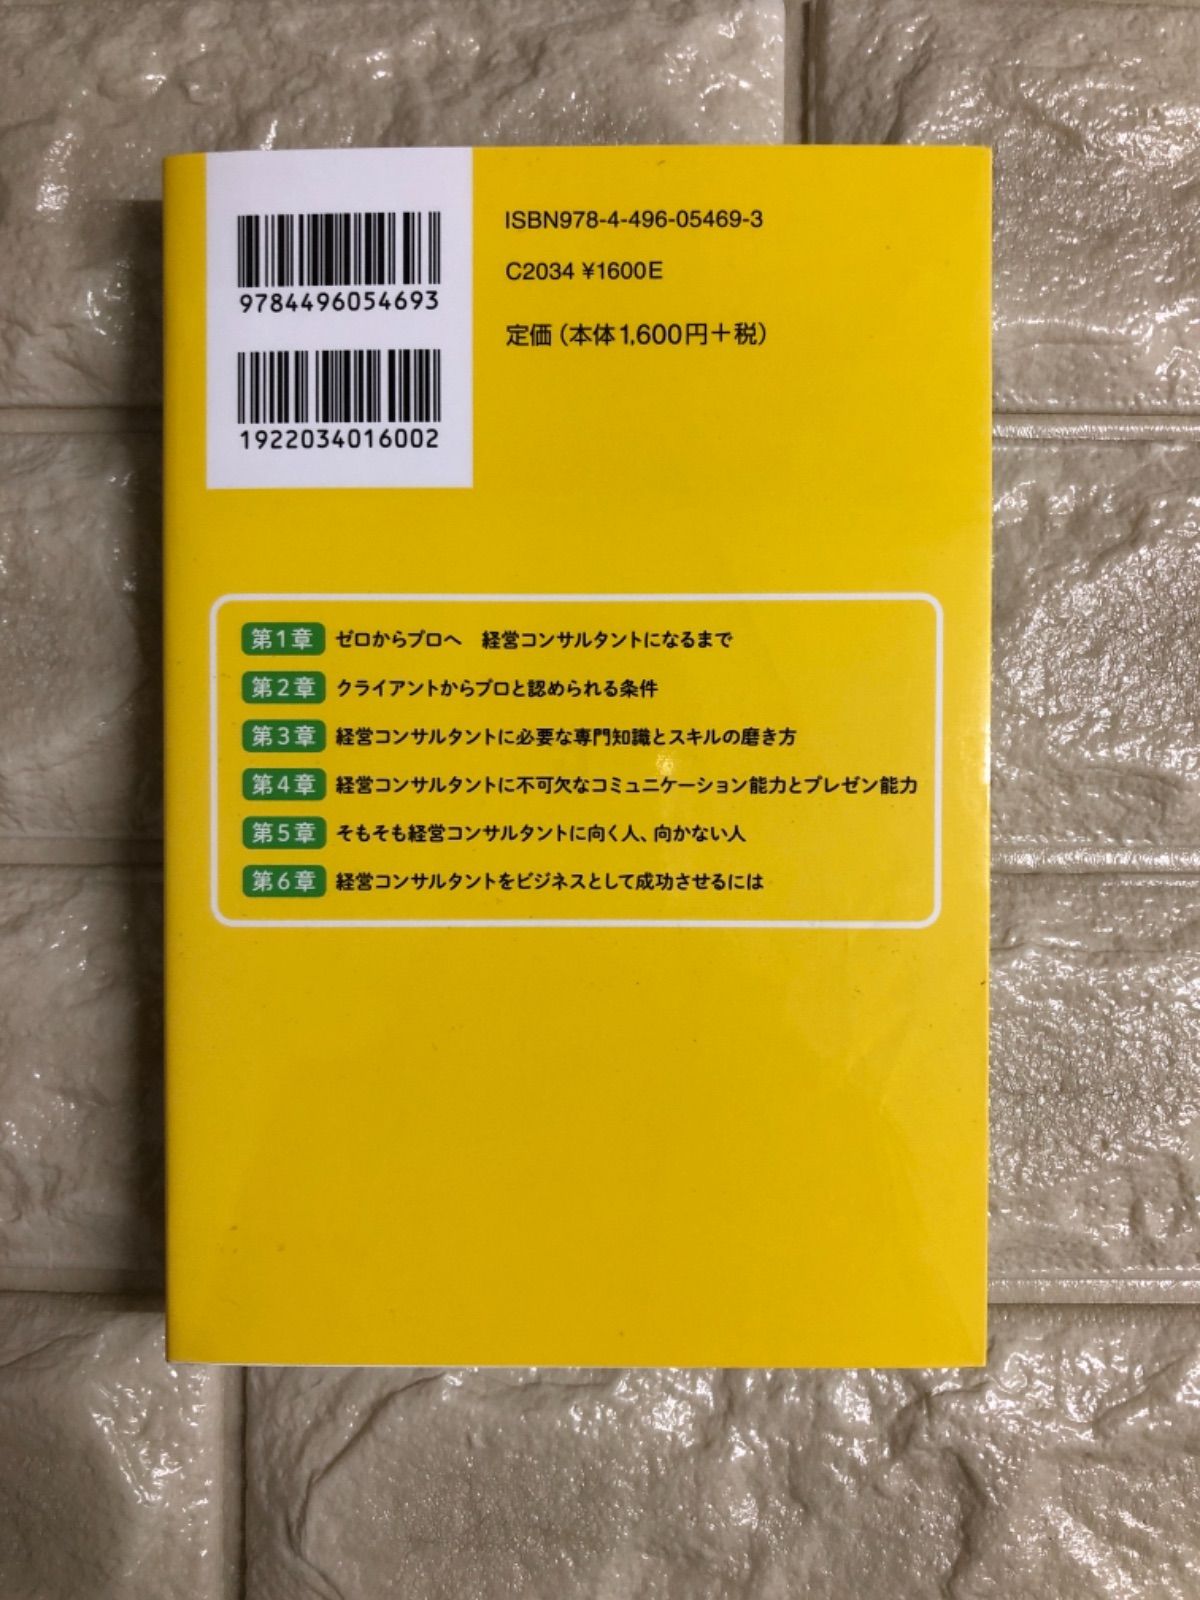 9784496054693
1922034016002
ISBN978-4-496-05469-3
C2034 ¥1600E
定価（本体1,600円＋税）
第1章 ゼロからプロへ　経営コンサルタントになるまで
第2章 クライアントからプロと認められる条件
第3章 経営コンサルタントに必要な専門知識とスキルの磨き方
第4章 経営コンサルタントに不可欠なコミュニケーション能力とプレゼン能力
第5章 そもそも経営コンサルタントに向く人、向かない人
第6章 経営コンサルタントをビジネスとして成功させるには